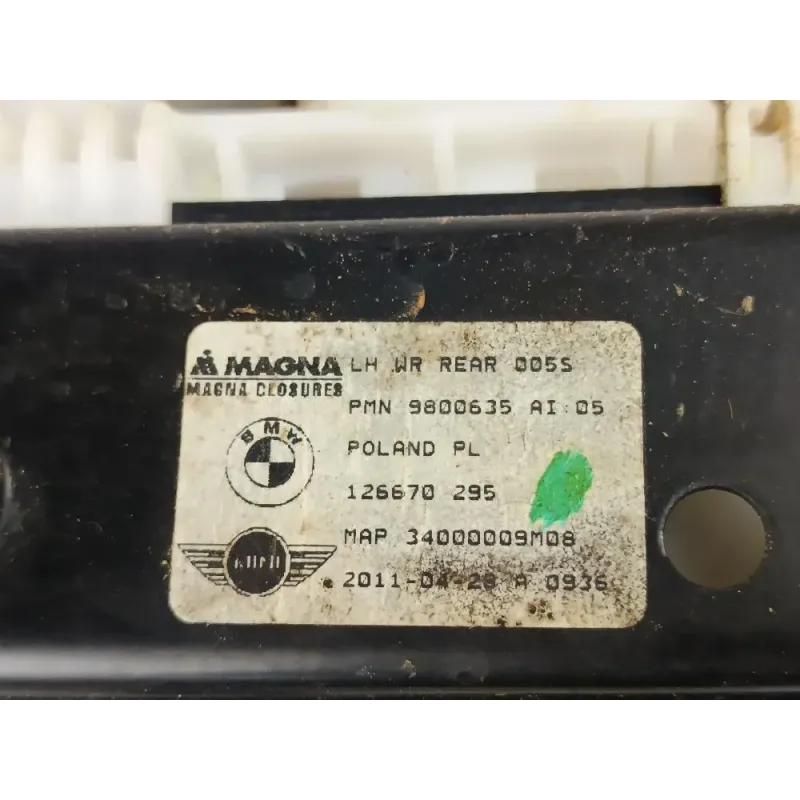 MAGNA LH WR REAR 005S
MAGNA CLOSURES
PMN 9800635 AI:05
BMW
POLAND PL
126670 295
MINI
MAP 34000009M08
2011-04-28 A 0936